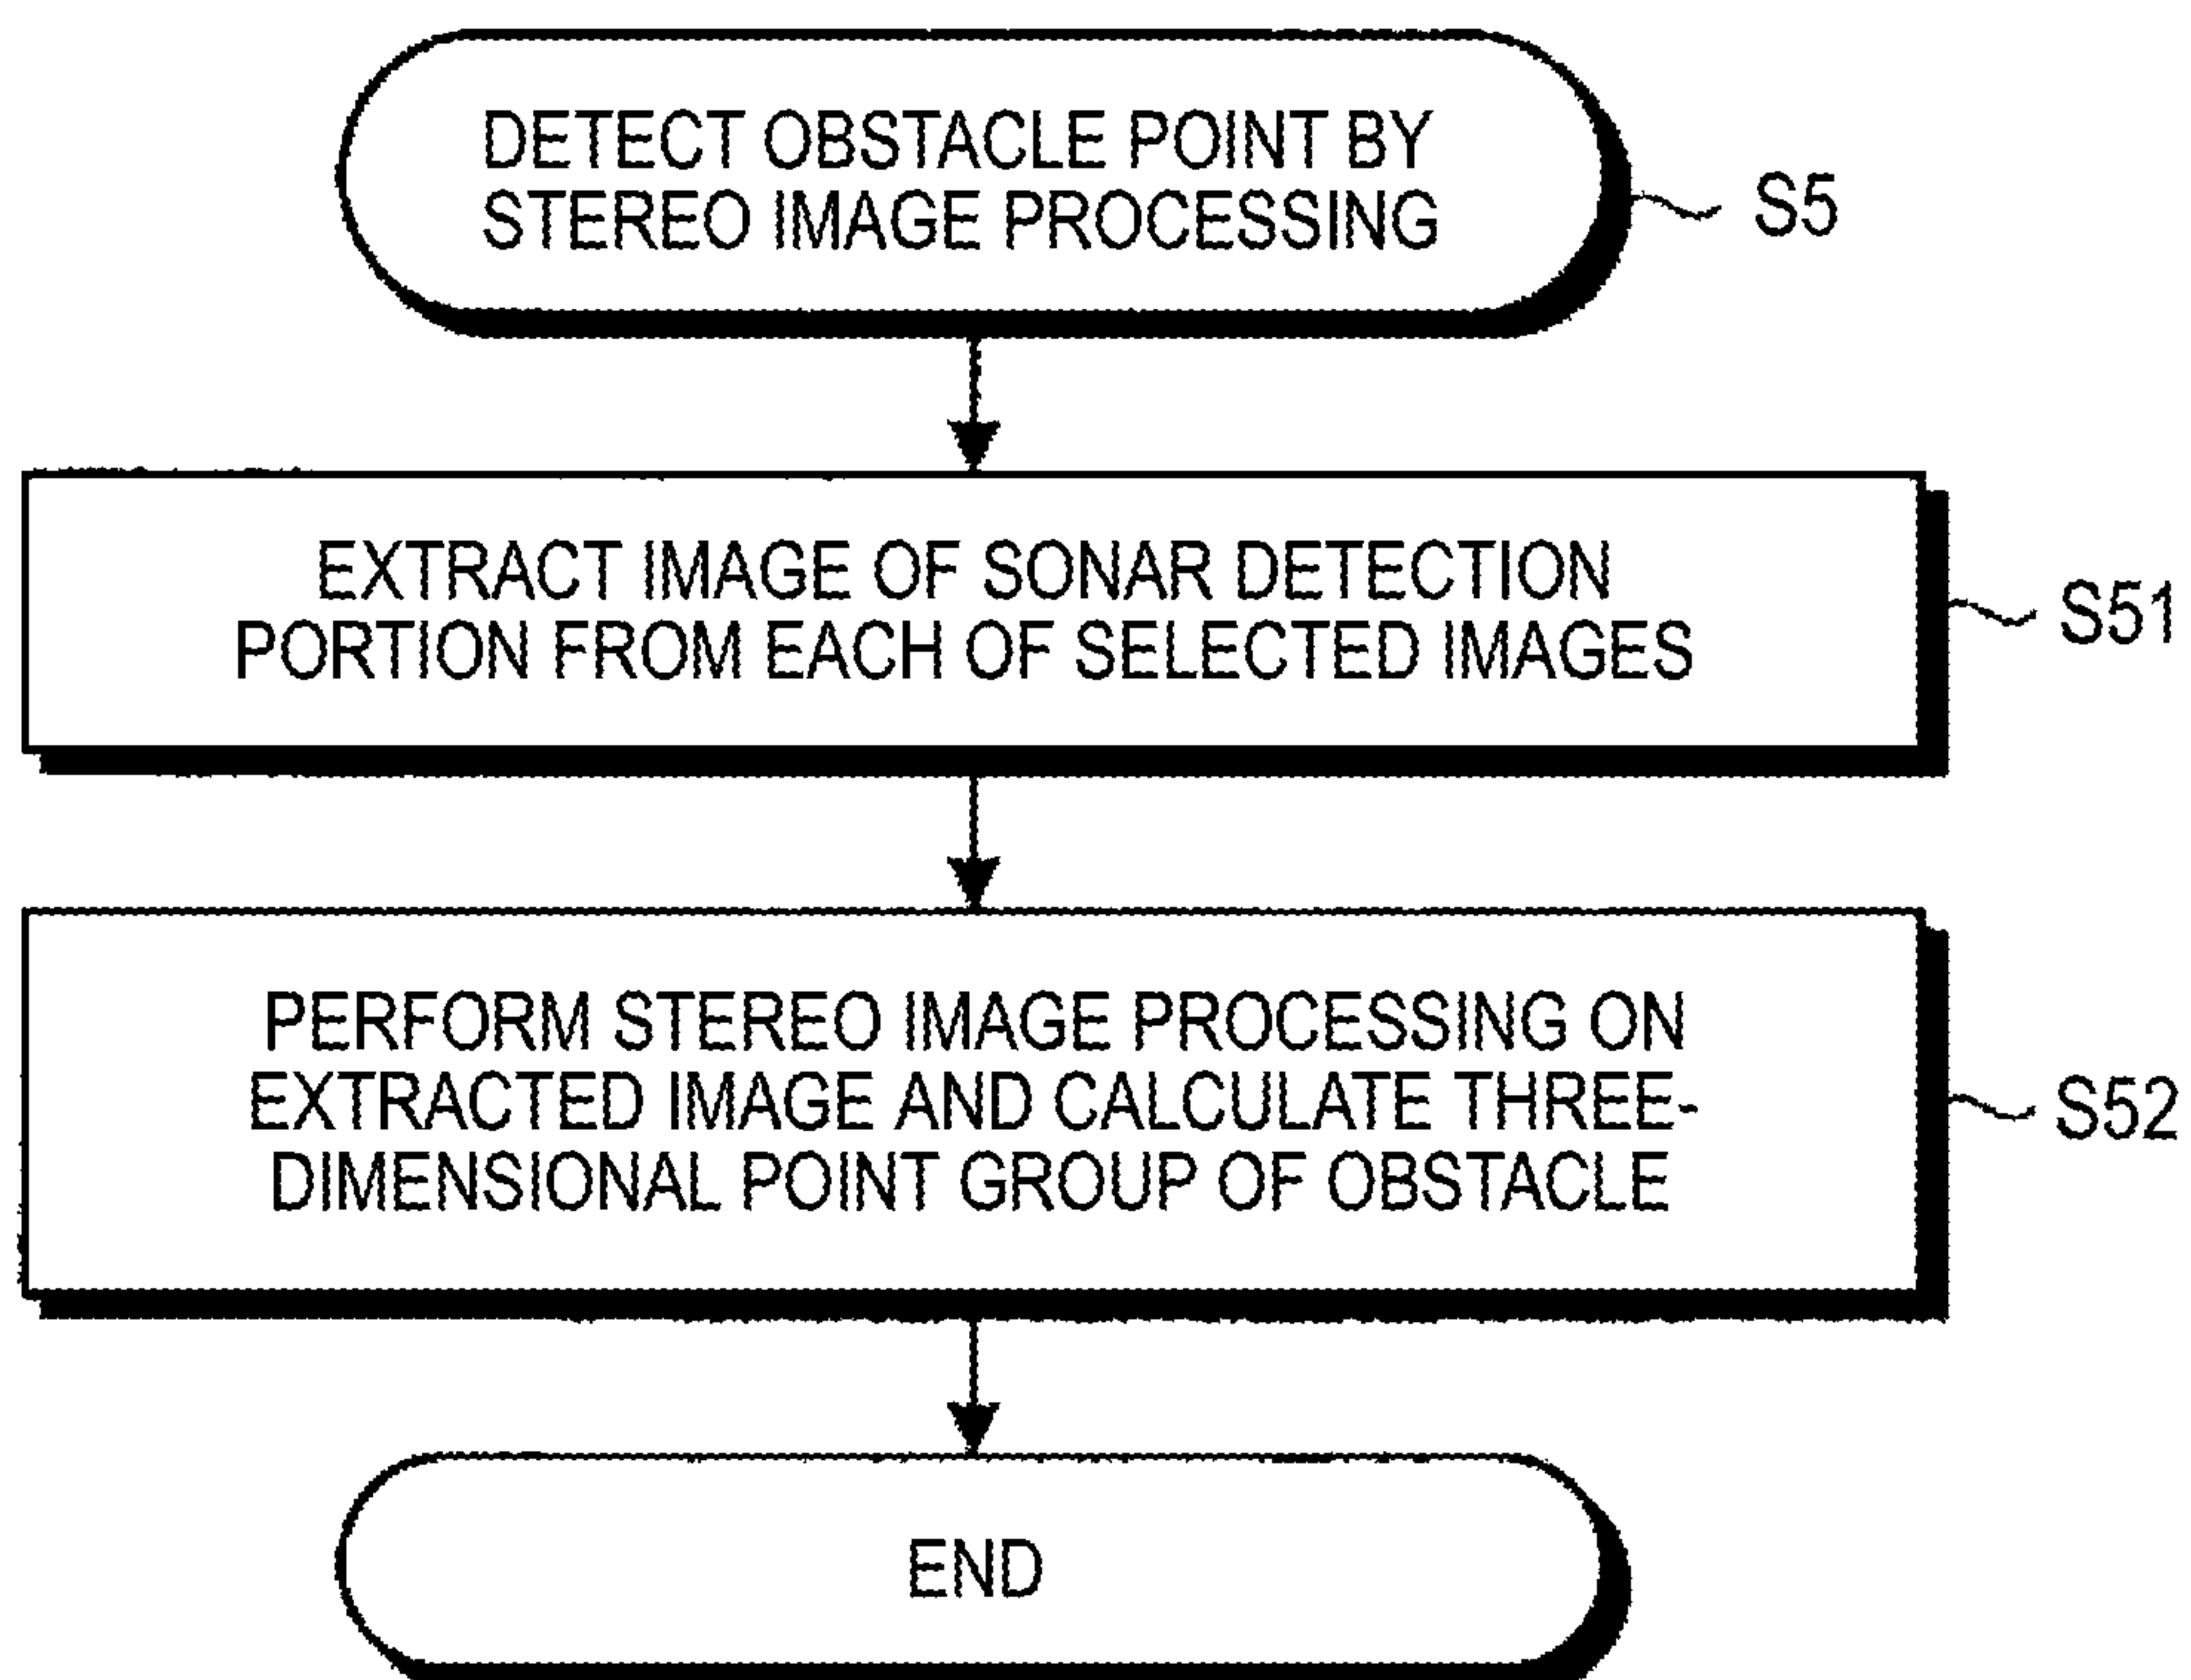 DETECT OBSTACLE POINT BY
STEREO IMAGE PROCESSING
S5
EXTRACT IMAGE OF SONAR DETECTION
PORTION FROM EACH OF SELECTED IMAGES
S51
PERFORM STEREO IMAGE PROCESSING ON
EXTRACTED IMAGE AND CALCULATE THREE-
DIMENSIONAL POINT GROUP OF OBSTACLE
S52
END